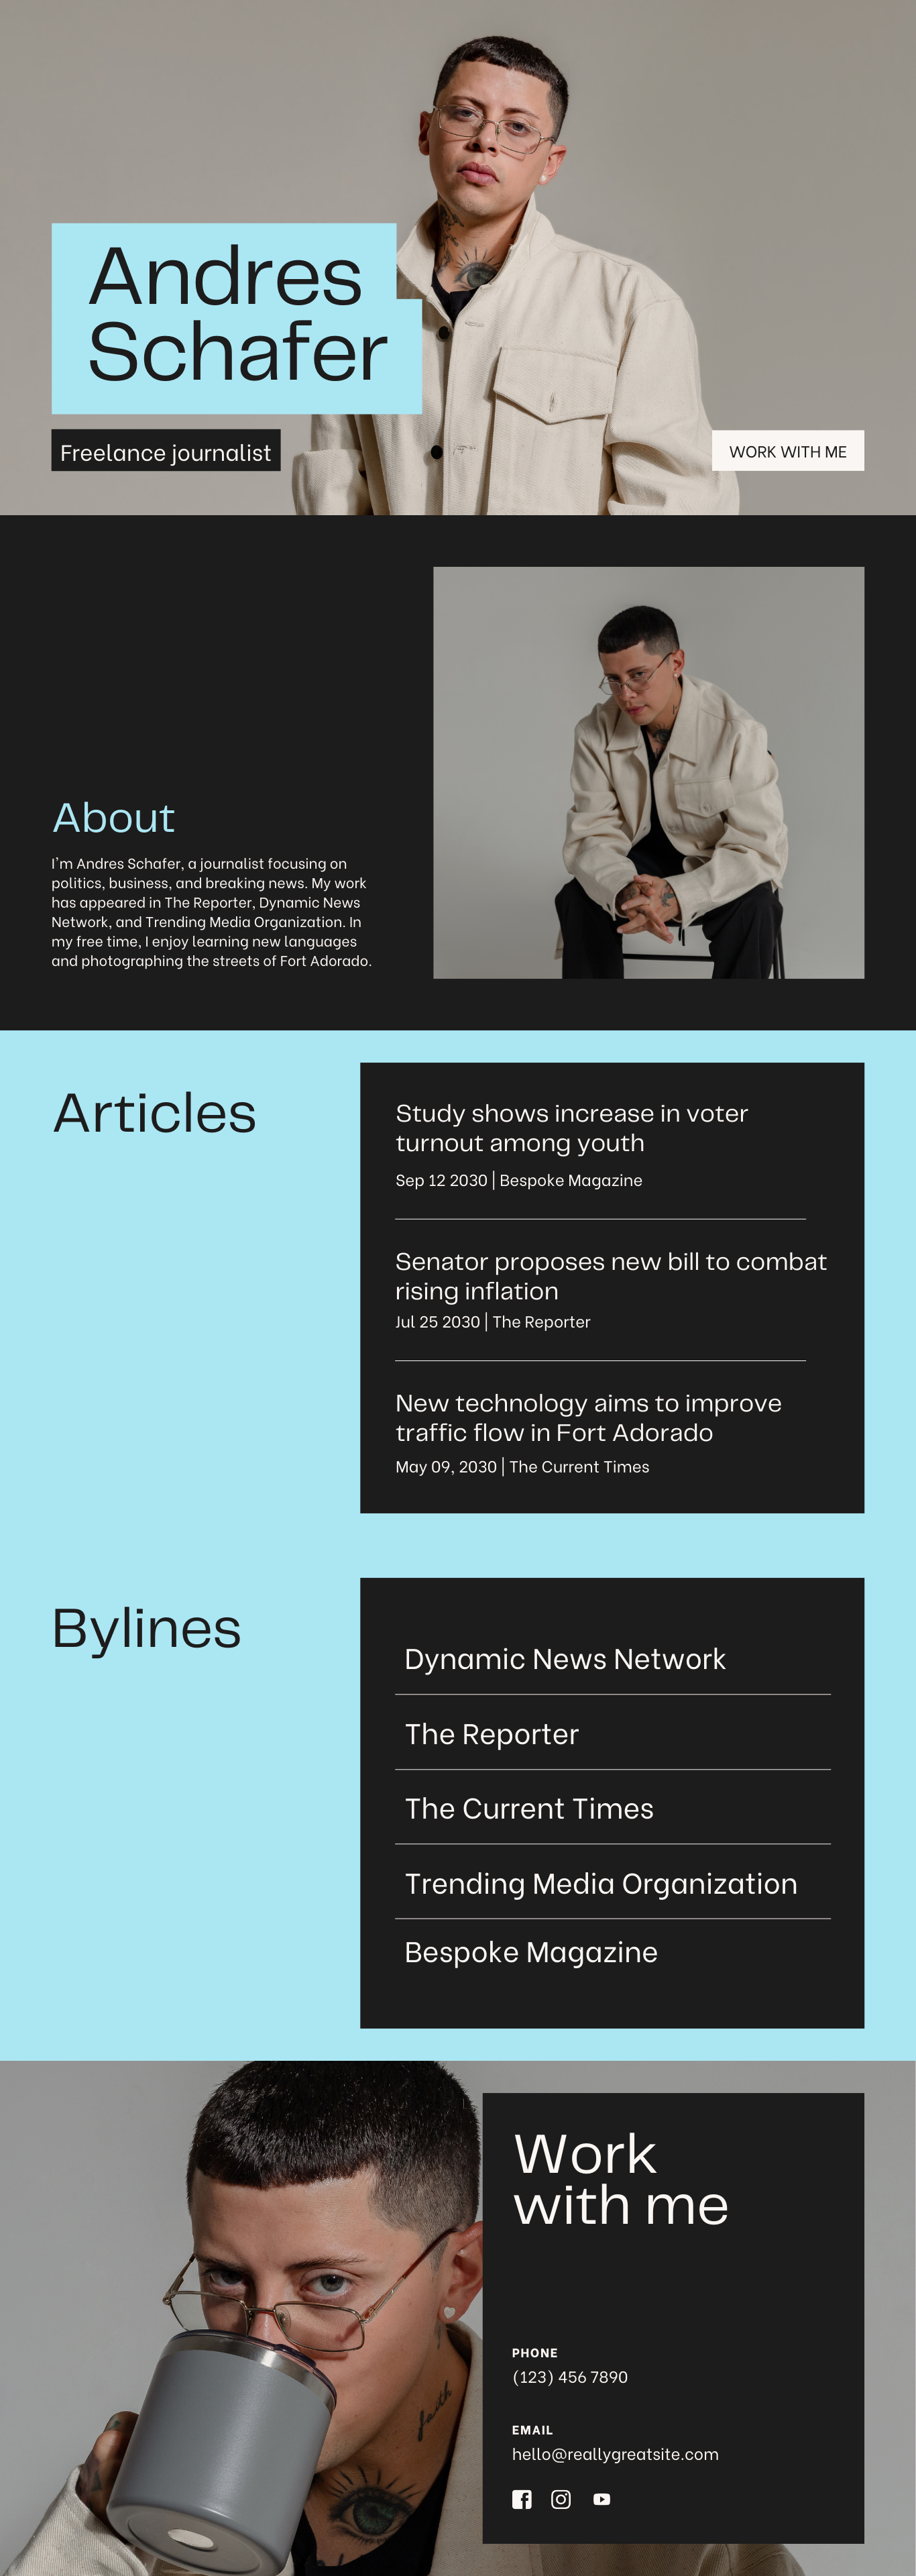 Andres
Schafer
Freelance journalist
WORK WITH ME
About
I'm Andres Schafer, a journalist focusing on
politics, business, and breaking news. My work
has appeared in The Reporter, Dynamic News
Network, and Trending Media Organization. In
my free time, I enjoy learning new languages
and photographing the streets of Fort Adorado.
Articles
Study shows increase in voter
turnout among youth
Sep 12 2030 | Bespoke Magazine
Senator proposes new bill to combat
rising inflation
Jul 25 2030 | The Reporter
New technology aims to improve
traffic flow in Fort Adorado
May 09, 2030 | The Current Times
Bylines
Dynamic News Network
The Reporter
The Current Times
Trending Media Organization
Bespoke Magazine
faith
Work
with me
PHONE
(123) 456 7890
EMAIL
hello@reallygreatsite.com